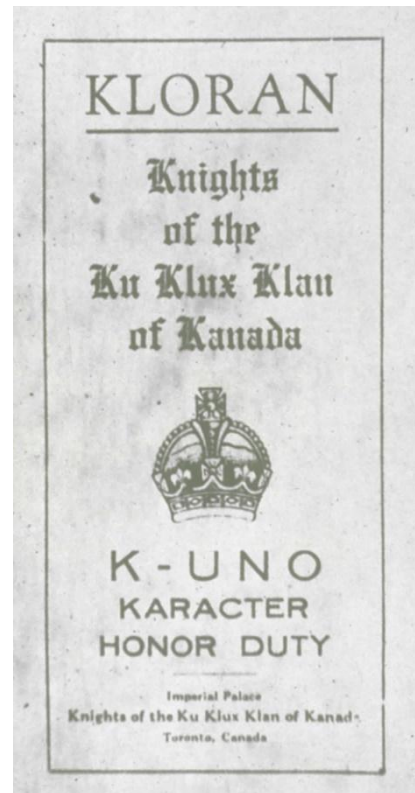 KLORAN
Knights
of the
Ku Klux Klan
of Kanada
K-UNO
KARACTER
HONOR DUTY
Imperial Palace
Knights of the Ku Klux Klan of Kanad-
Toronto, Canada